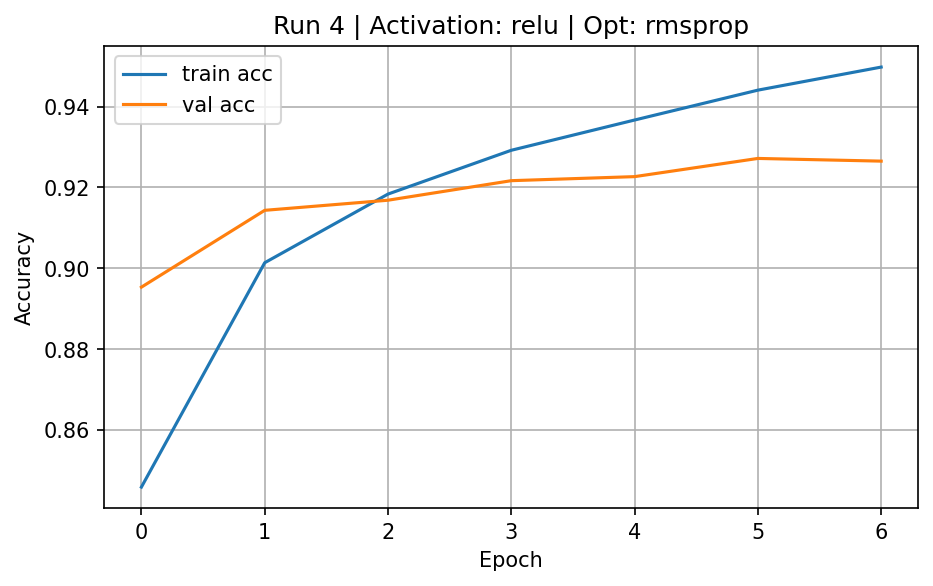 Run 4 | Activation: relu | Opt: rmsprop
train acc
val acc
0.94
0.92
0.90
0.88
0.86
Accuracy
0 1 2 3 4 5 6
Epoch